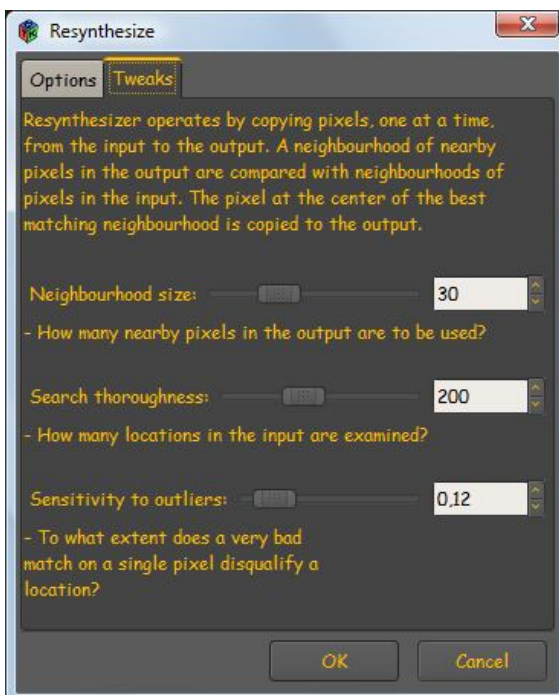 Resynthesize
Options Tweaks
Resynthesizer operates by copying pixels, one at a time,
from the input to the output. A neighbourhood of nearby
pixels in the output are compared with neighbourhoods of
pixels in the input. The pixel at the center of the best
matching neighbourhood is copied to the output.
Neighbourhood size: 30
- How many nearby pixels in the output are to be used?
Search thoroughness: 200
- How many locations in the input are examined?
Sensitivity to outliers: 0,12
- To what extent does a very bad
match on a single pixel disqualify a
location?
OK Cancel